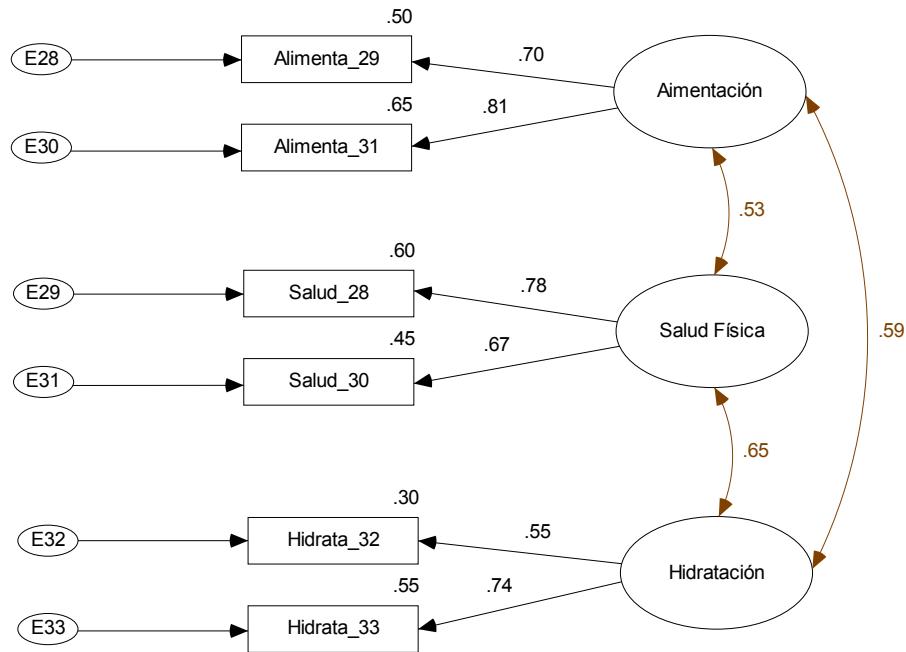 .50
E28
Alimenta_29
.70
Aimentación
.65
.81
E30
Alimenta_31
.53
.60
E29
Salud_28
.78
Salud Física
.59
.45
.67
E31
Salud_30
.65
.30
E32
Hidrata_32
.55
Hidratación
.55
.74
E33
Hidrata_33